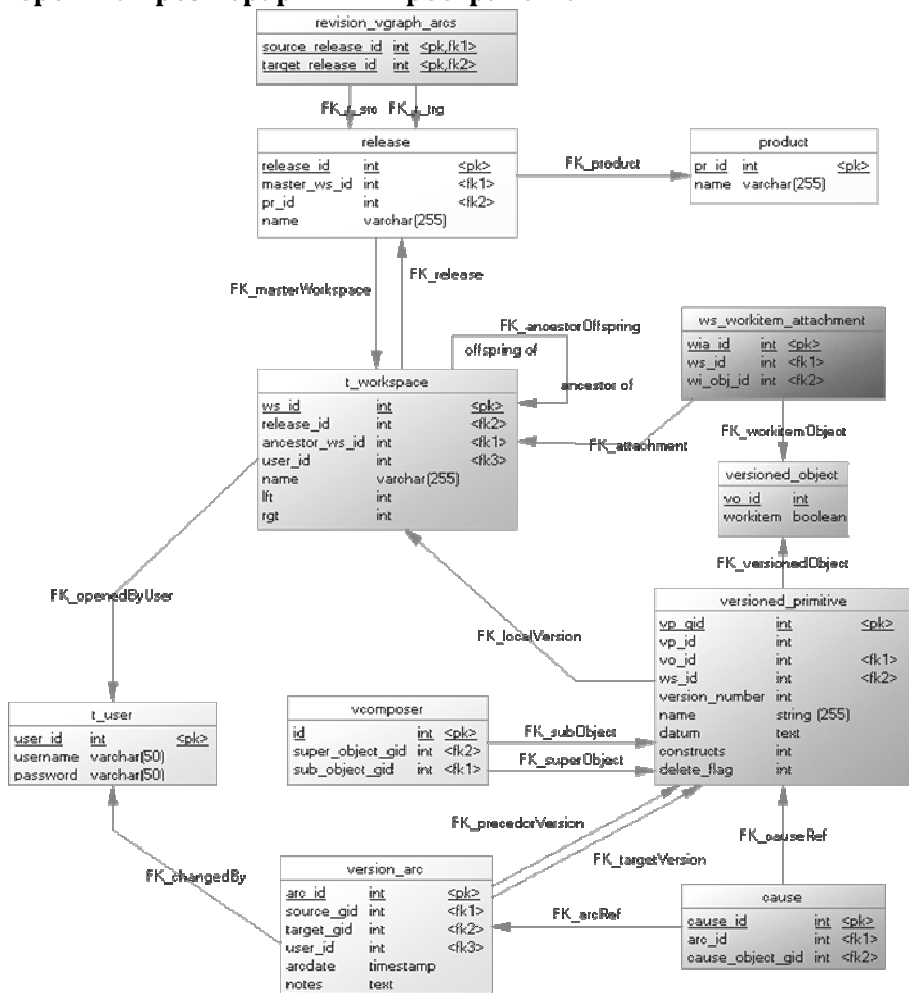 revision_vgraph_arcs
source_release_id int <pk,fk1>
target_release_id int <pk,fk2>
FK_r_src FK_r_trg
release
release_id int <pk>
master_ws_id int <fk1>
pr_id int <fk2>
name varchar(255)
FK_product
product
pr_id int <pk>
name varchar(255)
FK_masterWorkspace
FK_release
FK_ancestorOffspring
offspring of
ancestor of
ws_workitem_attachment
wia_id int <pk>
ws_id int <fk1>
wi_obj_id int <fk2>
t_workspace
ws_id int <pk>
release_id int <fk2>
ancestor_ws_id int <fk1>
user_id int <fk3>
name varchar(255)
lft int
rgt int
FK_attachment
FK_workitemObject
versioned_object
vo_id int
workitem boolean
FK_versionedObject
FK_openedByUser
FK_localVersion
versioned_primitive
vp_gid int <pk>
vp_id int
vo_id int <fk1>
ws_id int <fk2>
version_number int
name string (255)
datum text
constructs int
delete_flag int
t_user
user_id int <pk>
username varchar(50)
password varchar(50)
vcomposer
id int <pk>
super_object_gid int <fk2>
sub_object_gid int <fk1>
FK_subObject
FK_superObject
FK_precedorVersion
FK_targetVersion
FK_causeRef
FK_changedBy
version_arc
arc_id int <pk>
source_gid int <fk1>
target_gid int <fk2>
user_id int <fk3>
arcdate timestamp
notes text
FK_arcRef
cause
cause_id int <pk>
arc_id int <fk1>
cause_object_gid int <fk2>